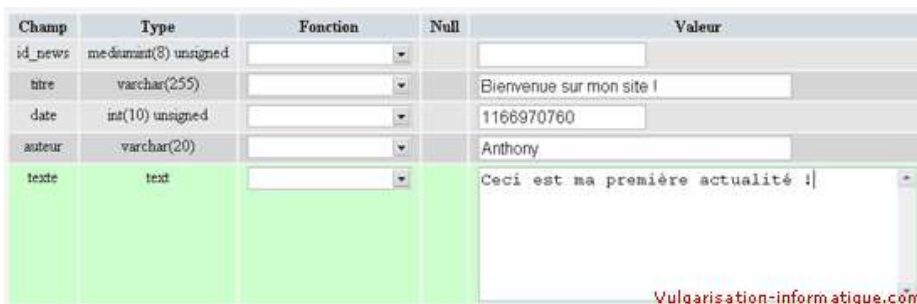 Champ Type Fonction Null Valeur
id_news mediumint(8) unsigned
titre varchar(255) Bienvenue sur mon site !
date int(10) unsigned 1166970760
auteur varchar(20) Anthony
texte text Ceci est ma première actualité !
Vulgarisation-informatique.com